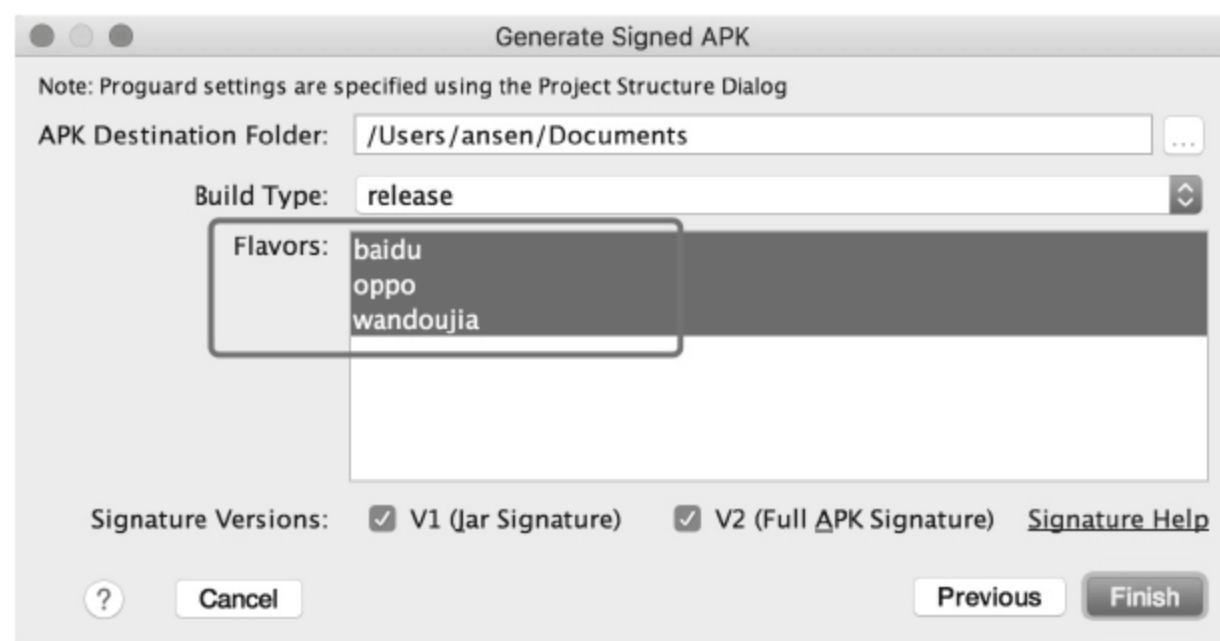 Generate Signed APK
Note: Proguard settings are specified using the Project Structure Dialog
APK Destination Folder: /Users/ansen/Documents ...
Build Type: release
Flavors: baidu
oppo
wandoujia
Signature Versions: V1 (Jar Signature) V2 (Full APK Signature) Signature Help
? Cancel Previous Finish